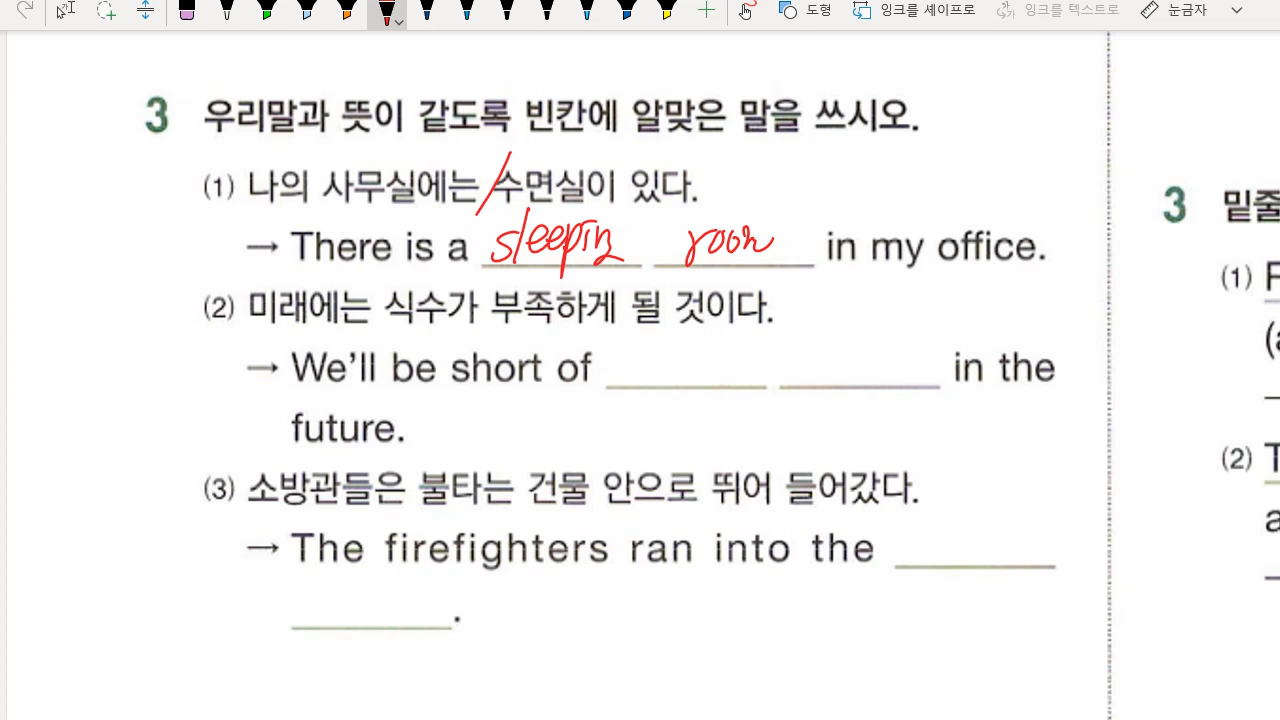 도형 잉크를 셰이프로 잉크를 텍스트로 눈금자
3 우리말과 뜻이 같도록 빈칸에 알맞은 말을 쓰시오.
(1) 나의 사무실에는 수면실이 있다.
→ There is a sleeping room in my office.
(2) 미래에는 식수가 부족하게 될 것이다.
→ We'll be short of ______ ______ in the
future.
(3) 소방관들은 불타는 건물 안으로 뛰어 들어갔다.
→ The firefighters ran into the ______
______.
3 밑줄
(1)
(2)